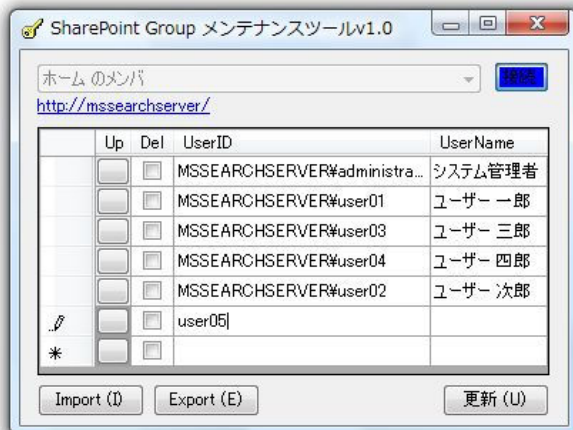 SharePoint Group メンテナンスツールv1.0
ホーム のメンバ 接続
http://mssearchserver/
Up Del UserID UserName
MSSEARCHSERVER¥administra... システム管理者
MSSEARCHSERVER¥user01 ユーザー 一郎
MSSEARCHSERVER¥user03 ユーザー 三郎
MSSEARCHSERVER¥user04 ユーザー 四郎
MSSEARCHSERVER¥user02 ユーザー 次郎
user05
Import (I) Export (E) 更新 (U)